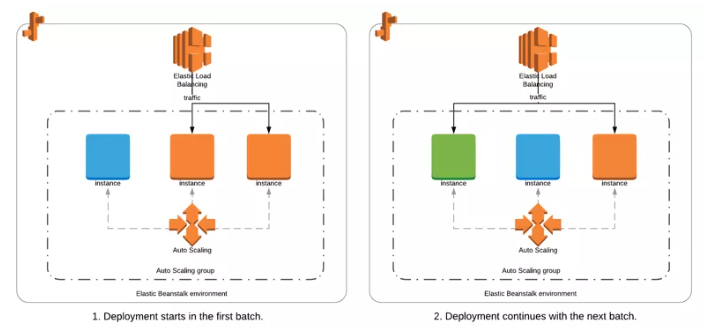 Elastic Load
Balancing
traffic
instance
instance
instance
Auto Scaling
Auto Scaling group
Elastic Beanstalk environment
1. Deployment starts in the first batch.
Elastic Load
Balancing
traffic
instance
instance
instance
Auto Scaling
Auto Scaling group
Elastic Beanstalk environment
2. Deployment continues with the next batch.